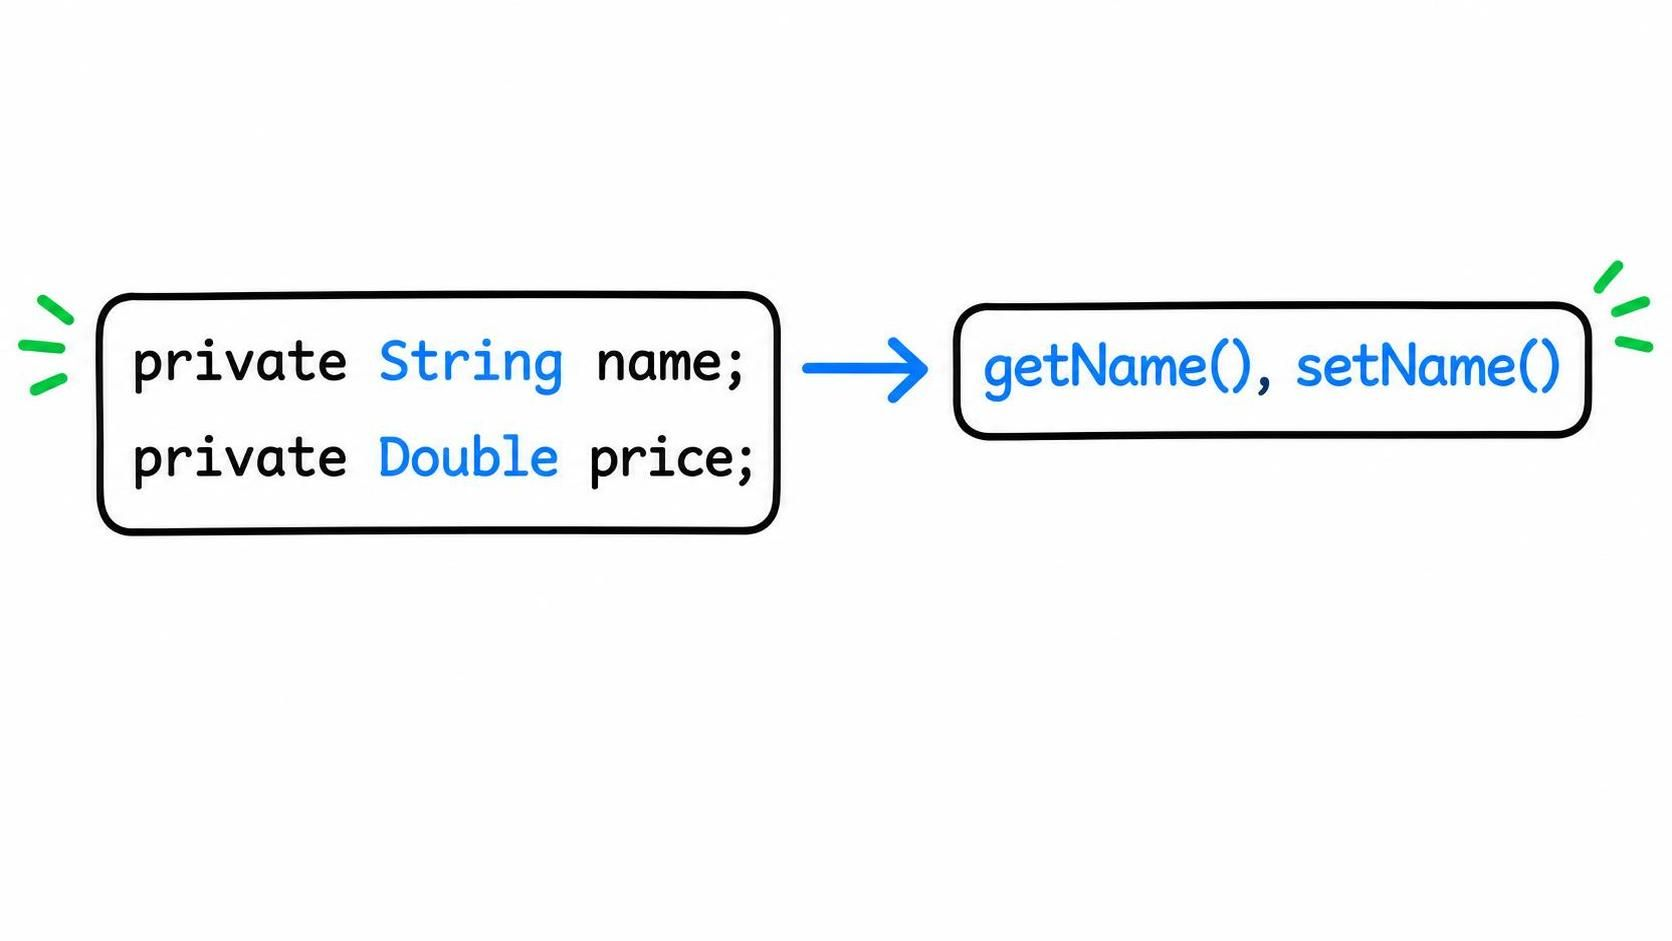 private String name;
private Double price;
getName(), setName()